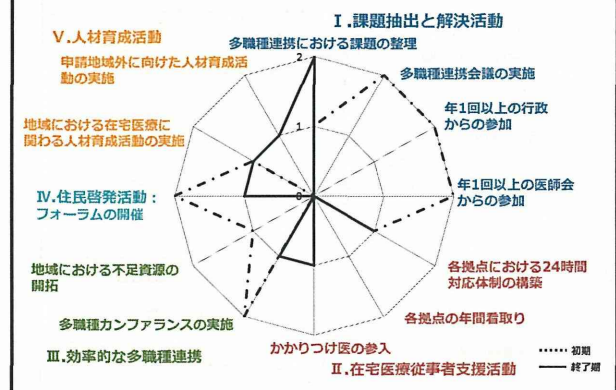 I.課題抽出と解決活動
V.人材育成活動
多職種連携における課題の整理
申請地域外に向けた人材育成活
動の実施
多職種連携会議の実施
2
年1回以上の行政
からの参加
地域における在宅医療に
関わる人材育成活動の実施
1
年1回以上の医師会
からの参加
IV.住民啓発活動:
フォーラムの開催
0
各拠点における24時間
対応体制の構築
地域における不足資源の
開拓
各拠点の年間看取り
多職種カンファランスの実施
かかりつけ医の参入
III.効率的な多職種連携
II.在宅医療従事者支援活動
初期
終了期